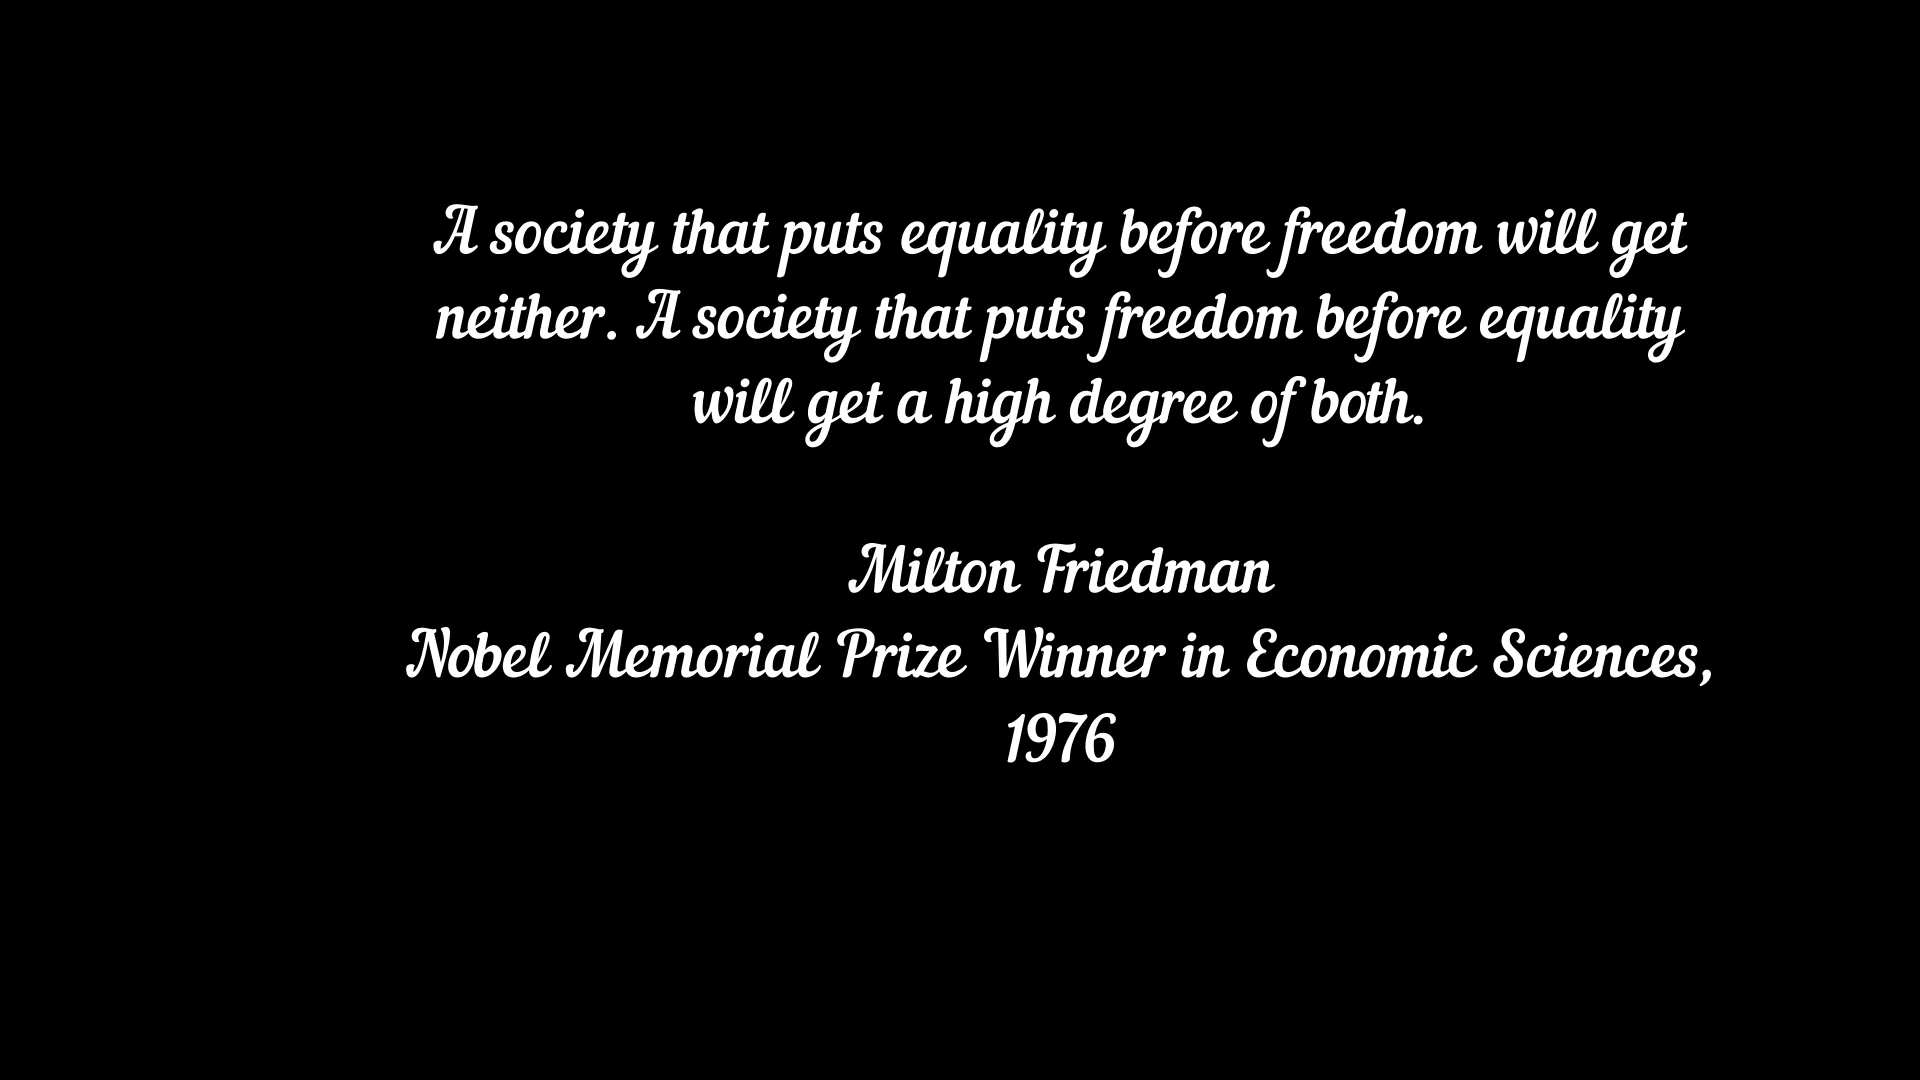 A society that puts equality before freedom will get
neither. A society that puts freedom before equality
will get a high degree of both.
Milton Friedman
Nobel Memorial Prize Winner in Economic Sciences,
1976